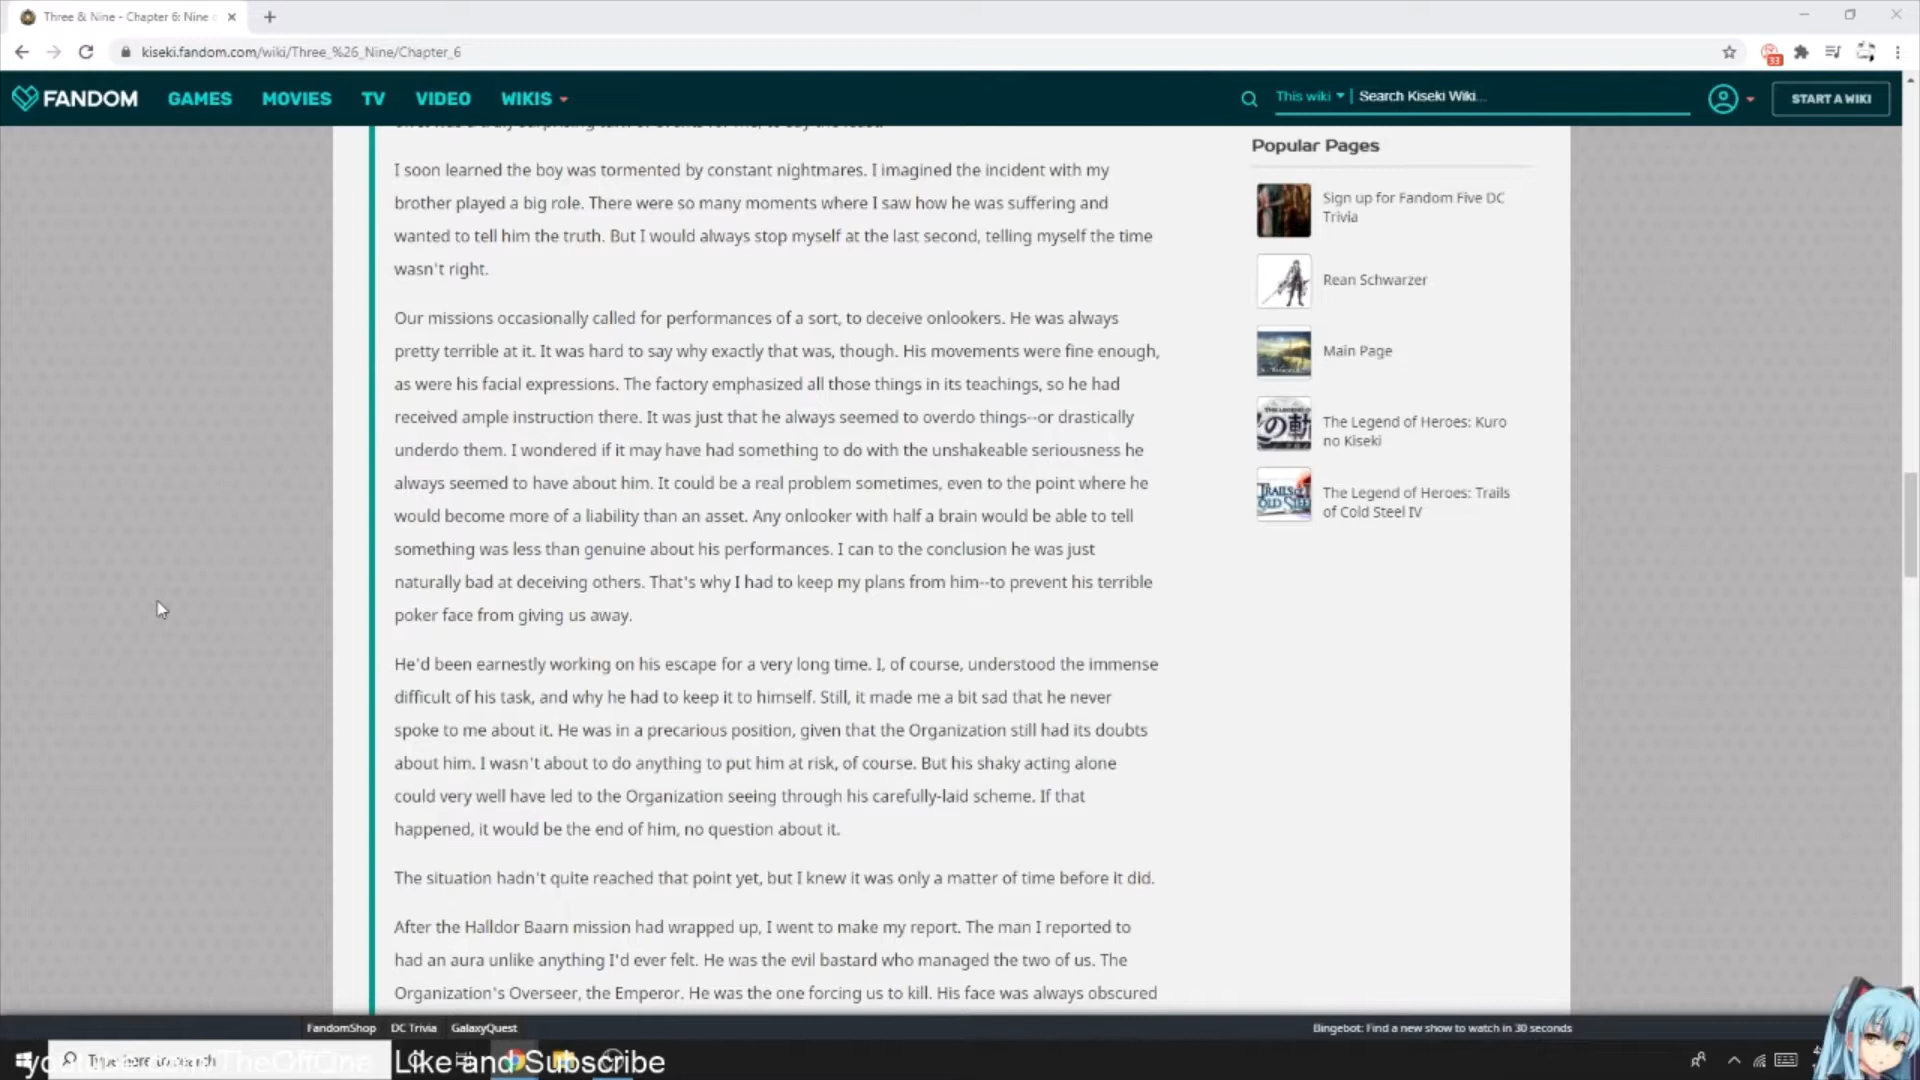 Three & Nine - Chapter 6: Nine
kiseki.fandom.com/wiki/Three_%26_Nine/Chapter_6
33
FANDOM
GAMES
MOVIES
TV
VIDEO
WIKIS
This wiki
Search Kiseki Wiki...
START A WIKI
I soon learned the boy was tormented by constant nightmares. I imagined the incident with my
brother played a big role. There were so many moments where I saw how he was suffering and
wanted to tell him the truth. But I would always stop myself at the last second, telling myself the time
wasn't right.
Our missions occasionally called for performances of a sort, to deceive onlookers. He was always
pretty terrible at it. It was hard to say why exactly that was, though. His movements were fine enough,
as were his facial expressions. The factory emphasized all those things in its teachings, so he had
received ample instruction there. It was just that he always seemed to overdo things--or drastically
underdo them. I wondered if it may have had something to do with the unshakeable seriousness he
always seemed to have about him. It could be a real problem sometimes, even to the point where he
would become more of a liability than an asset. Any onlooker with half a brain would be able to tell
something was less than genuine about his performances. I can to the conclusion he was just
naturally bad at deceiving others. That's why I had to keep my plans from him--to prevent his terrible
poker face from giving us away.
He'd been earnestly working on his escape for a very long time. I, of course, understood the immense
difficult of his task, and why he had to keep it to himself. Still, it made me a bit sad that he never
spoke to me about it. He was in a precarious position, given that the Organization still had its doubts
about him. I wasn't about to do anything to put him at risk, of course. But his shaky acting alone
could very well have led to the Organization seeing through his carefully-laid scheme. If that
happened, it would be the end of him, no question about it.
The situation hadn't quite reached that point yet, but I knew it was only a matter of time before it did.
After the Halldor Baarn mission had wrapped up, I went to make my report. The man I reported to
had an aura unlike anything I'd ever felt. He was the evil bastard who managed the two of us. The
Organization's Overseer, the Emperor. He was the one forcing us to kill. His face was always obscured
Popular Pages
Sign up for Fandom Five DC
Trivia
Rean Schwarzer
Main Page
の軌
The Legend of Heroes: Kuro
no Kiseki
The Legend of Heroes: Trails
of Cold Steel IV
FandomShop
DC Trivia
GalaxyQuest
Bingebot: Find a new show to watch in 30 seconds
Type here to search
Like and Subscribe